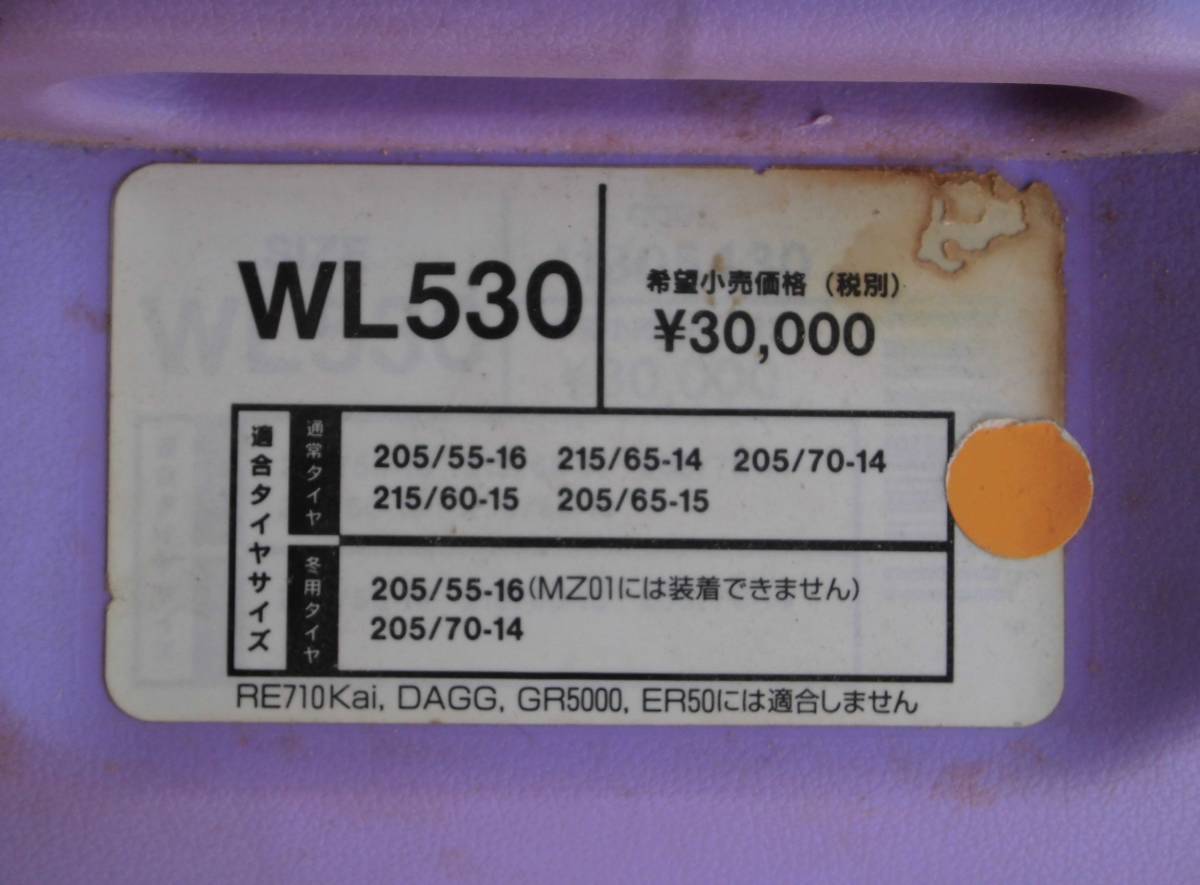 WL530
希望小売価格（税別）
¥30,000
適合タイヤサイズ
通常タイヤ
205/55-16 215/65-14 205/70-14
215/60-15 205/65-15
冬用タイヤ
205/55-16(MZ01には装着できません)
205/70-14
RE710Kai, DAGG, GR5000, ER50には適合しません